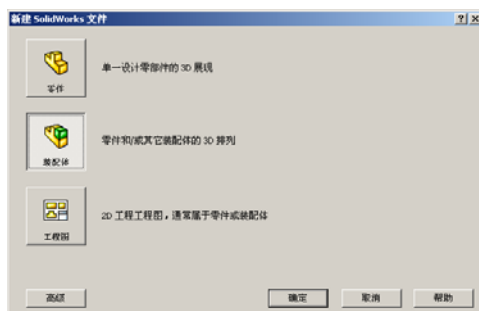 新建 SolidWorks 文件
零件
单一设计零部件的 3D 展现
装配体
零件和/或其它装配体的 3D 排列
工程图
2D 工程工程图，通常属于零件或装配体
高级
确定
取消
帮助